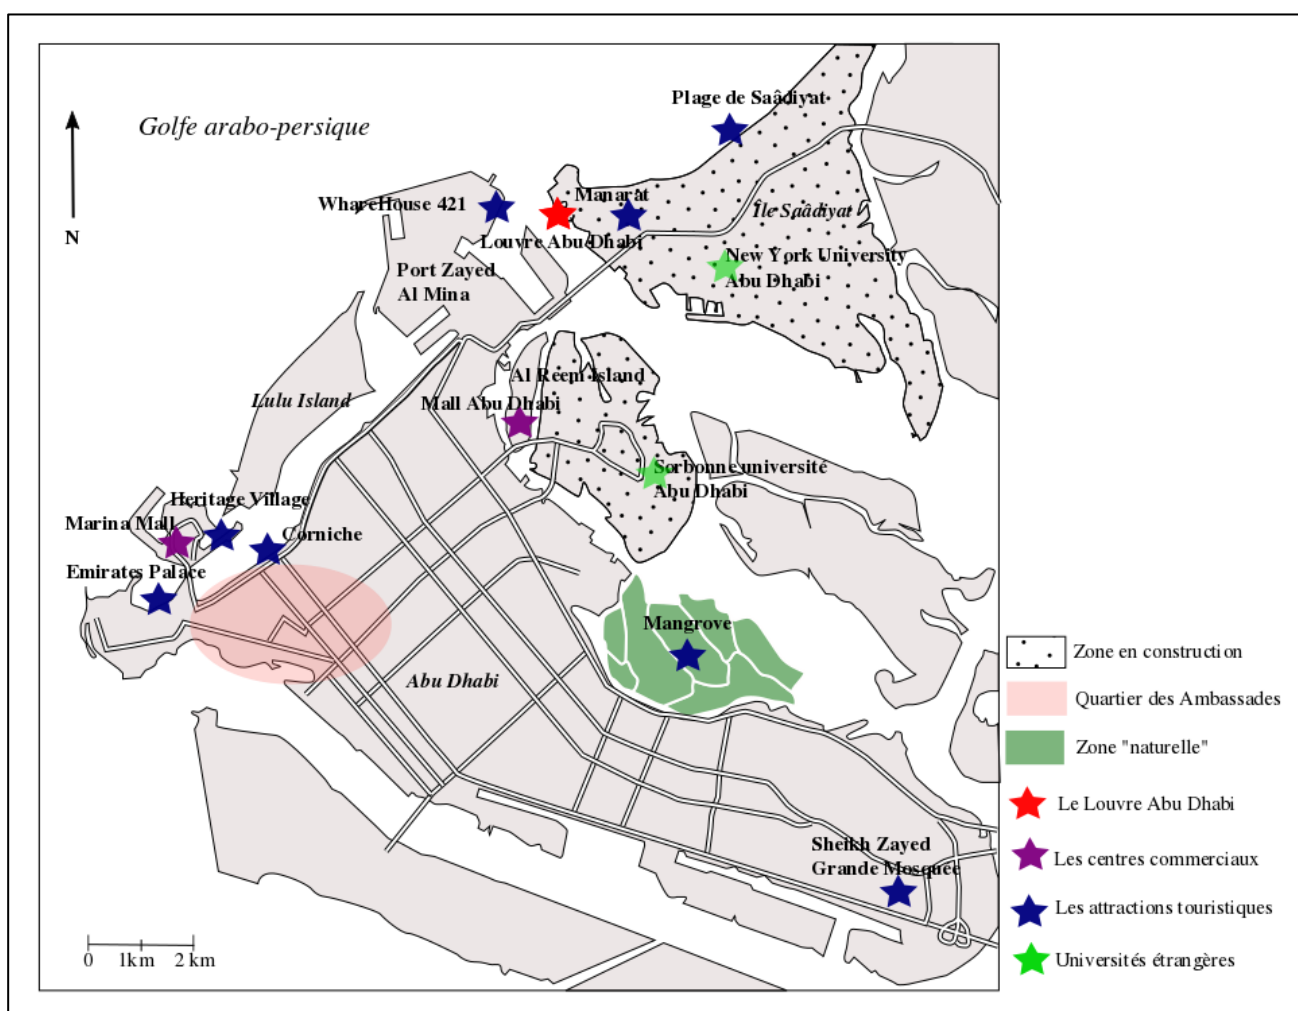 Plage de Saâdiyat
Golfe arabo-persique
N
WhareHouse 421
Manarat
Île Saâdiyat
Louvre Abu Dhabi
New York University
Abu Dhabi
Port Zayed
Al Mina
Al Reem Island
Lulu Island
Mall Abu Dhabi
Sorbonne université
Abu Dhabi
Heritage Village
Marina Mall
Corniche
Emirates Palace
Mangrove
Abu Dhabi
Sheikh Zayed
Grande Mosquée
0 1km 2 km
Zone en construction
Quartier des Ambassades
Zone "naturelle"
Le Louvre Abu Dhabi
Les centres commerciaux
Les attractions touristiques
Universités étrangères